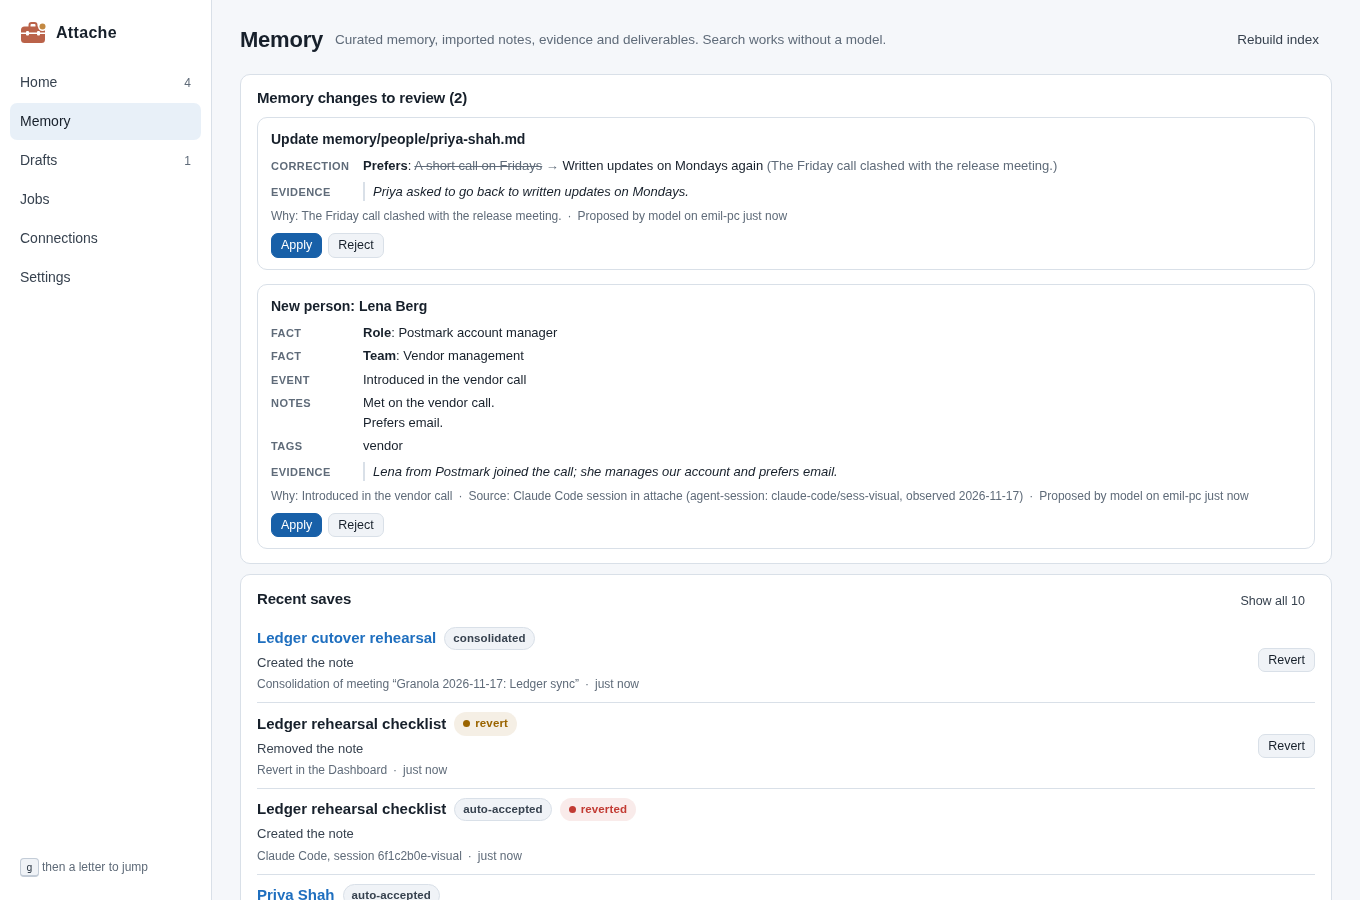 Attache
Home 4
Memory
Drafts 1
Jobs
Connections
Settings
g then a letter to jump
Memory Curated memory, imported notes, evidence and deliverables. Search works without a model. Rebuild index
Memory changes to review (2)
Update memory/people/priya-shah.md
CORRECTION Prefers: A short call on Fridays → Written updates on Mondays again (The Friday call clashed with the release meeting.)
EVIDENCE Priya asked to go back to written updates on Mondays.
Why: The Friday call clashed with the release meeting. · Proposed by model on emil-pc just now
Apply Reject
New person: Lena Berg
FACT Role: Postmark account manager
FACT Team: Vendor management
EVENT Introduced in the vendor call
NOTES Met on the vendor call.
Prefers email.
TAGS vendor
EVIDENCE Lena from Postmark joined the call; she manages our account and prefers email.
Why: Introduced in the vendor call · Source: Claude Code session in attache (agent-session: claude-code/sess-visual, observed 2026-11-17) · Proposed by model on emil-pc just now
Apply Reject
Recent saves Show all 10
Ledger cutover rehearsal consolidated
Created the note
Consolidation of meeting “Granola 2026-11-17: Ledger sync” · just now
Revert
Ledger rehearsal checklist revert
Removed the note
Revert in the Dashboard · just now
Revert
Ledger rehearsal checklist auto-accepted reverted
Created the note
Claude Code, session 6f1c2b0e-visual · just now
Priya Shah auto-accepted